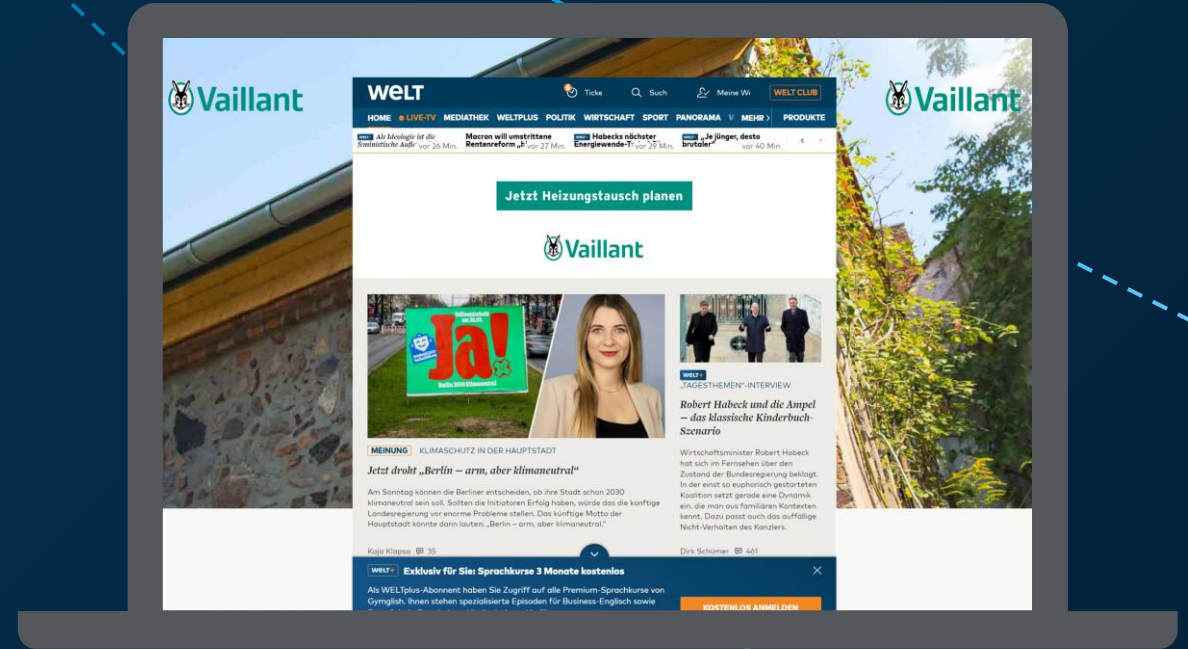 Vaillant
Vaillant
WELT
Ticke
Such
Meine We
WELT CLUB
HOME LIVE-TV MEDIATHEK WELTPLUS POLITIK WIRTSCHAFT SPORT PANORAMA MEHR > PRODUKTE
Als Ideologie ist die
feministische Auße vor 26 Min.
Macron will umstrittene
Rentenreform „b vor 27 Min.
Habecks nächster
Energiewende-T vor 29 Min.
„Je jünger, desto
brutaler“ vor 40 Min.
Jetzt Heizungstausch planen
Vaillant
Ja!
Berlin 2030 Klimaneutral
MEINUNG KLIMASCHUTZ IN DER HAUPTSTADT
Jetzt droht „Berlin – arm, aber klimaneutral“
Am Sonntag können die Berliner entscheiden, ob ihre Stadt schon 2030
klimaneutral sein soll. Sollten die Initiatoren Erfolg haben, würde das die künftige
Landesregierung vor enorme Probleme stellen. Das künftige Motto der
Hauptstadt könnte dann lauten: „Berlin – arm, aber klimaneutral.“
Kaja Klapsa 35
WELT+
„TAGESTHEMEN“-INTERVIEW
Robert Habeck und die Ampel
– das klassische Kinderbuch-
Szenario
Wirtschaftsminister Robert Habeck
hat sich im Fernsehen über den
Zustand der Bundesregierung beklagt.
In der einst so euphorisch gestarteten
Koalition setzt gerade eine Dynamik
ein, die man aus familiären Kontexten
kennt. Dazu passt auch das auffällige
Nicht-Verhalten des Kanzlers.
Dirk Schümer 461
WELT+ Exklusiv für Sie: Sprachkurse 3 Monate kostenlos
Als WELTplus-Abonnent haben Sie Zugriff auf alle Premium-Sprachkurse von
Gymglish. Ihnen stehen spezialisierte Episoden für Business-Englisch sowie
KOSTENLOS ANMELDEN